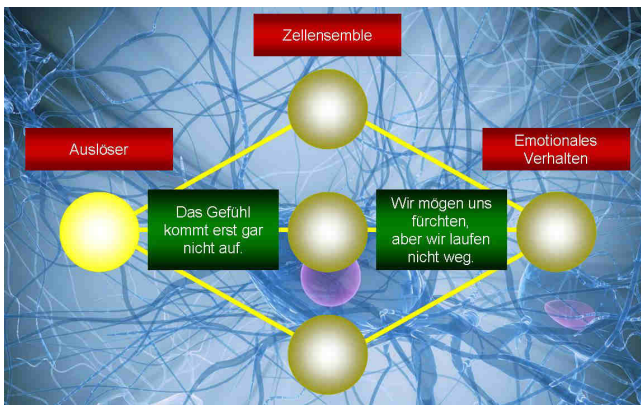 Zellensemble
Auslöser
Emotionales
Verhalten
Das Gefühl
kommt erst gar
nicht auf.
Wir mögen uns
fürchten,
aber wir laufen
nicht weg.